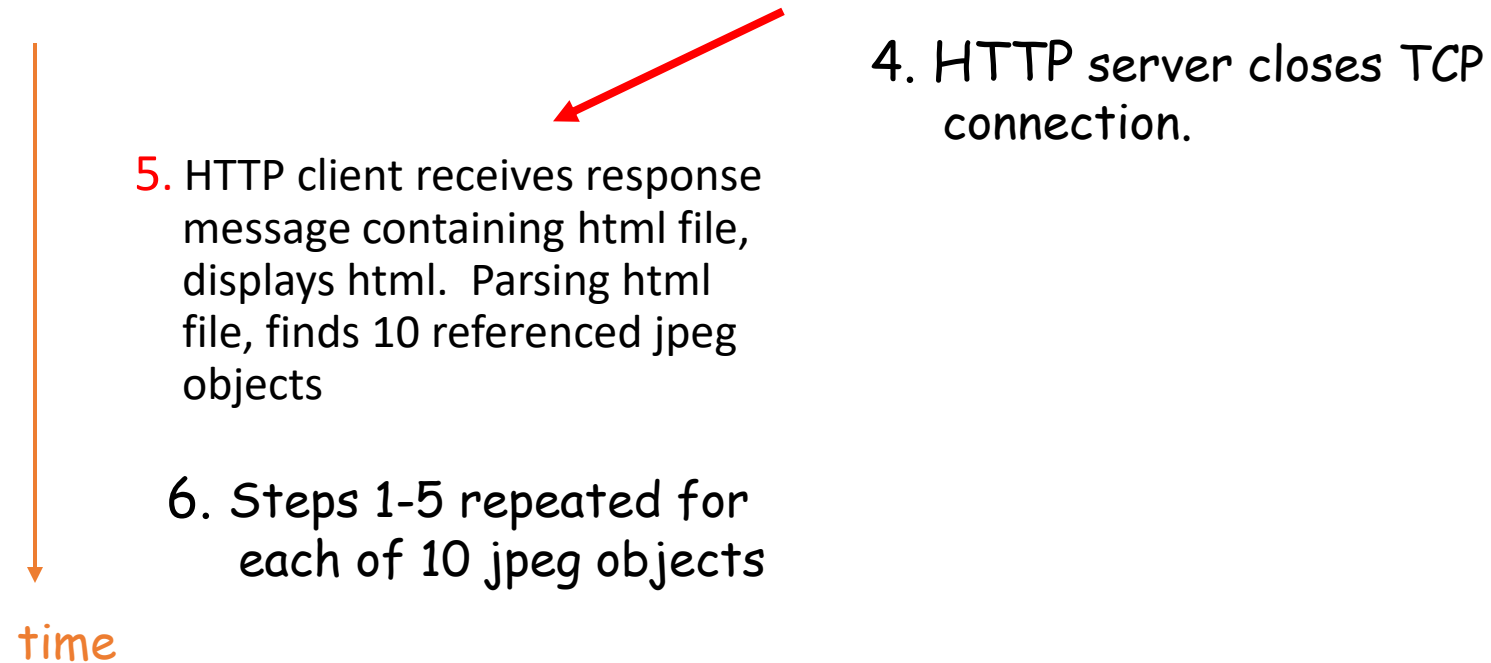 4. HTTP server closes TCP
connection.
5. HTTP client receives response
message containing html file,
displays html.  Parsing html
file, finds 10 referenced jpeg
objects
6. Steps 1-5 repeated for
each of 10 jpeg objects
time